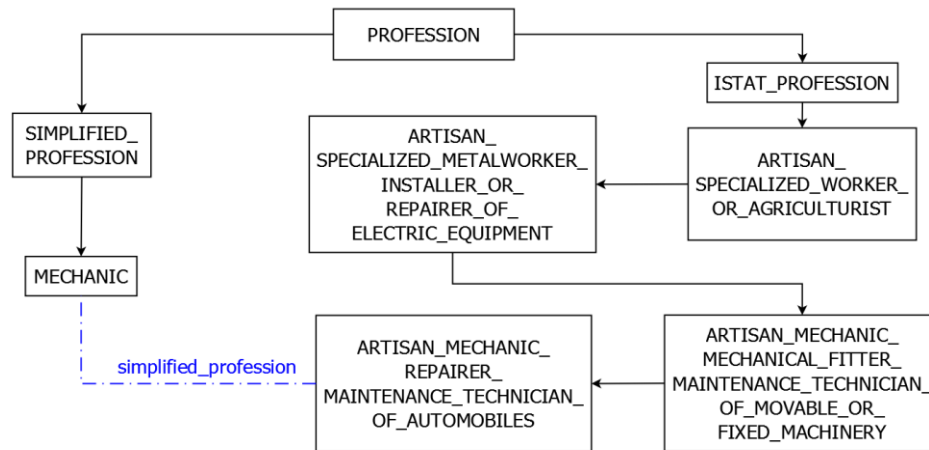 PROFESSION
ISTAT_PROFESSION
SIMPLIFIED_
PROFESSION
ARTISAN_
SPECIALIZED_METALWORKER_
INSTALLER_OR_
REPAIRER_OF_
ELECTRIC_EQUIPMENT
ARTISAN_
SPECIALIZED_WORKER_
OR_AGRICULTURIST
MECHANIC
simplified_profession
ARTISAN_MECHANIC_
REPAIRER_
MAINTENANCE_TECHNICIAN_
OF_AUTOMOBILES
ARTISAN_MECHANIC_
MECHANICAL_FITTER_
MAINTENANCE_TECHNICIAN_
OF_MOVABLE_OR_
FIXED_MACHINERY